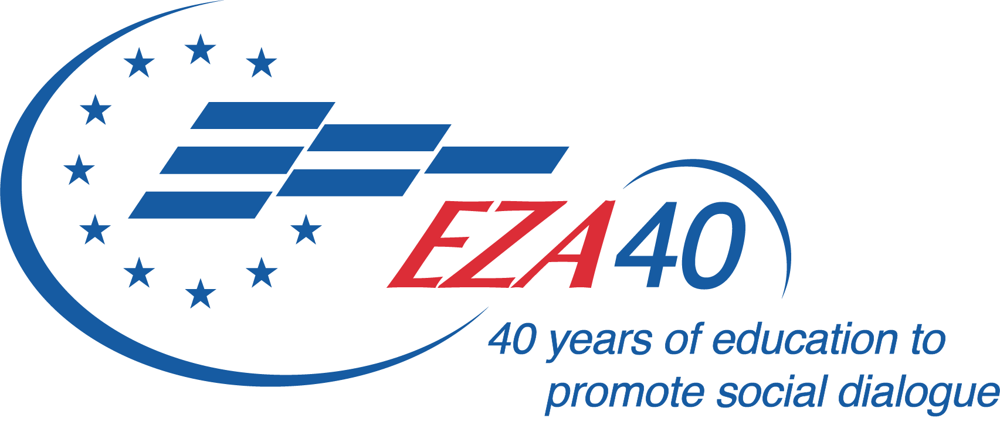 EZA40
40 years of education to
promote social dialogue